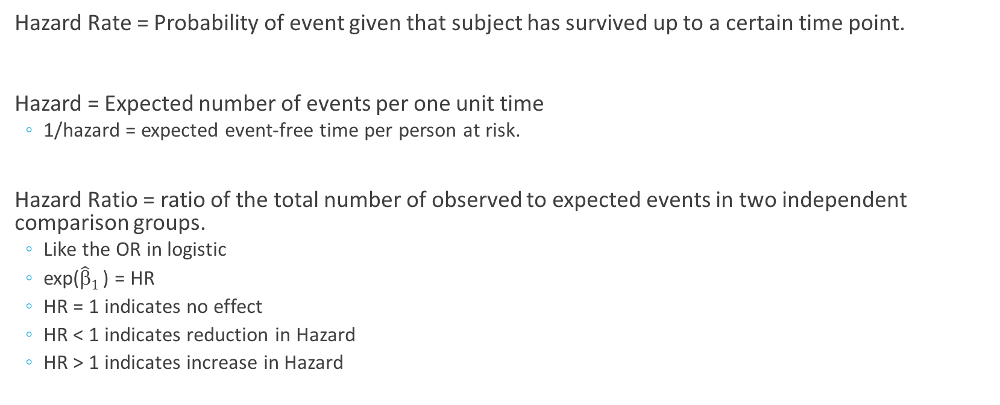 Hazard Rate = Probability of event given that subject has survived up to a certain time point.
Hazard = Expected number of events per one unit time
◦ 1/hazard = expected event-free time per person at risk.
Hazard Ratio = ratio of the total number of observed to expected events in two independent
comparison groups.
◦ Like the OR in logistic
◦ exp(β̂₁ ) = HR
◦ HR = 1 indicates no effect
◦ HR < 1 indicates reduction in Hazard
◦ HR > 1 indicates increase in Hazard